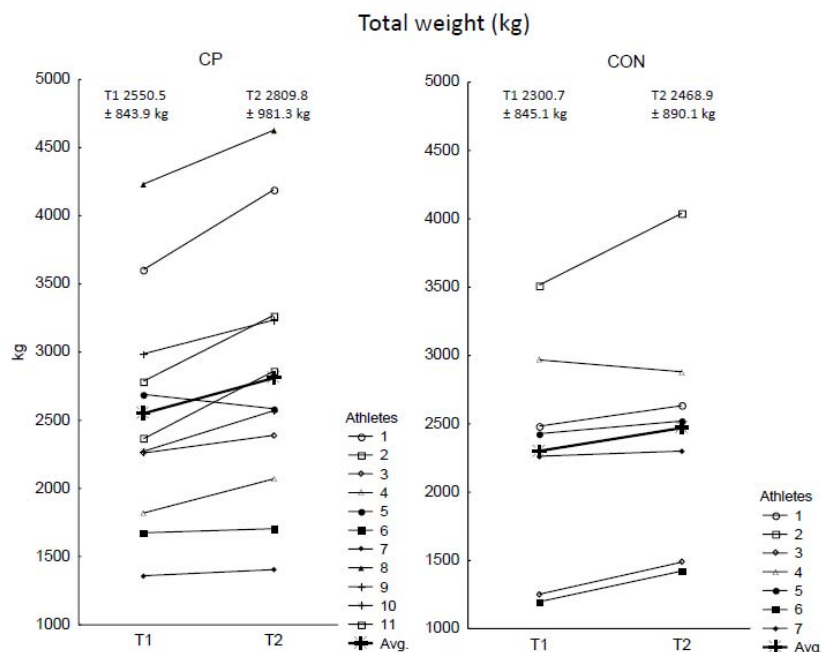 Total weight (kg)
CP
T1 2550.5
± 843.9 kg
T2 2809.8
± 981.3 kg
5000
4500
4000
3500
3000
2500
2000
1500
1000
kg
T1
T2
Athletes
1
2
3
4
5
6
7
8
9
10
11
Avg.
CON
T1 2300.7
± 845.1 kg
T2 2468.9
± 890.1 kg
5000
4500
4000
3500
3000
2500
2000
1500
1000
T1
T2
Athletes
1
2
3
4
5
6
7
Avg.